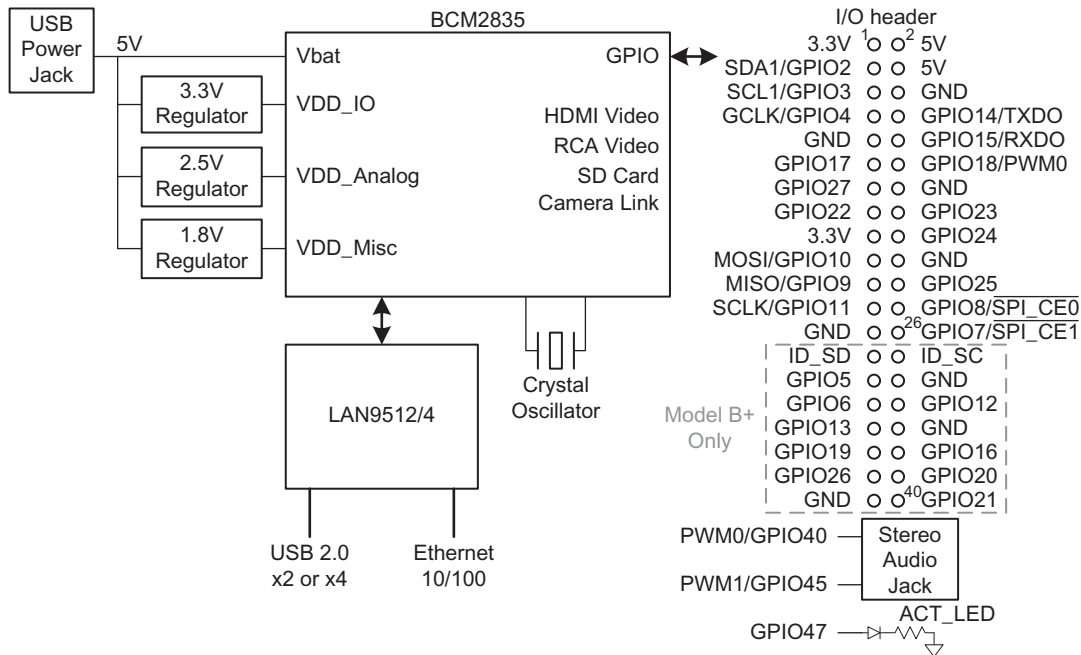 USB
Power
Jack
5V
BCM2835
Vbat
GPIO
3.3V
Regulator
VDD_IO
2.5V
Regulator
VDD_Analog
1.8V
Regulator
VDD_Misc
HDMI Video
RCA Video
SD Card
Camera Link
LAN9512/4
USB 2.0
x2 or x4
Ethernet
10/100
Crystal
Oscillator
I/O header
3.3V 1 2 5V
SDA1/GPIO2 5V
SCL1/GPIO3 GND
GCLK/GPIO4 GPIO14/TXDO
GND GPIO15/RXDO
GPIO17 GPIO18/PWM0
GPIO27 GND
GPIO22 GPIO23
3.3V GPIO24
MOSI/GPIO10 GND
MISO/GPIO9 GPIO25
SCLK/GPIO11 GPIO8/SPI_CE0
GND 26 GPIO7/SPI_CE1
ID_SD ID_SC
GPIO5 GND
GPIO6 GPIO12
GPIO13 GND
GPIO19 GPIO16
GPIO26 GPIO20
GND 40 GPIO21
Model B+
Only
PWM0/GPIO40
PWM1/GPIO45
Stereo
Audio
Jack
ACT_LED
GPIO47